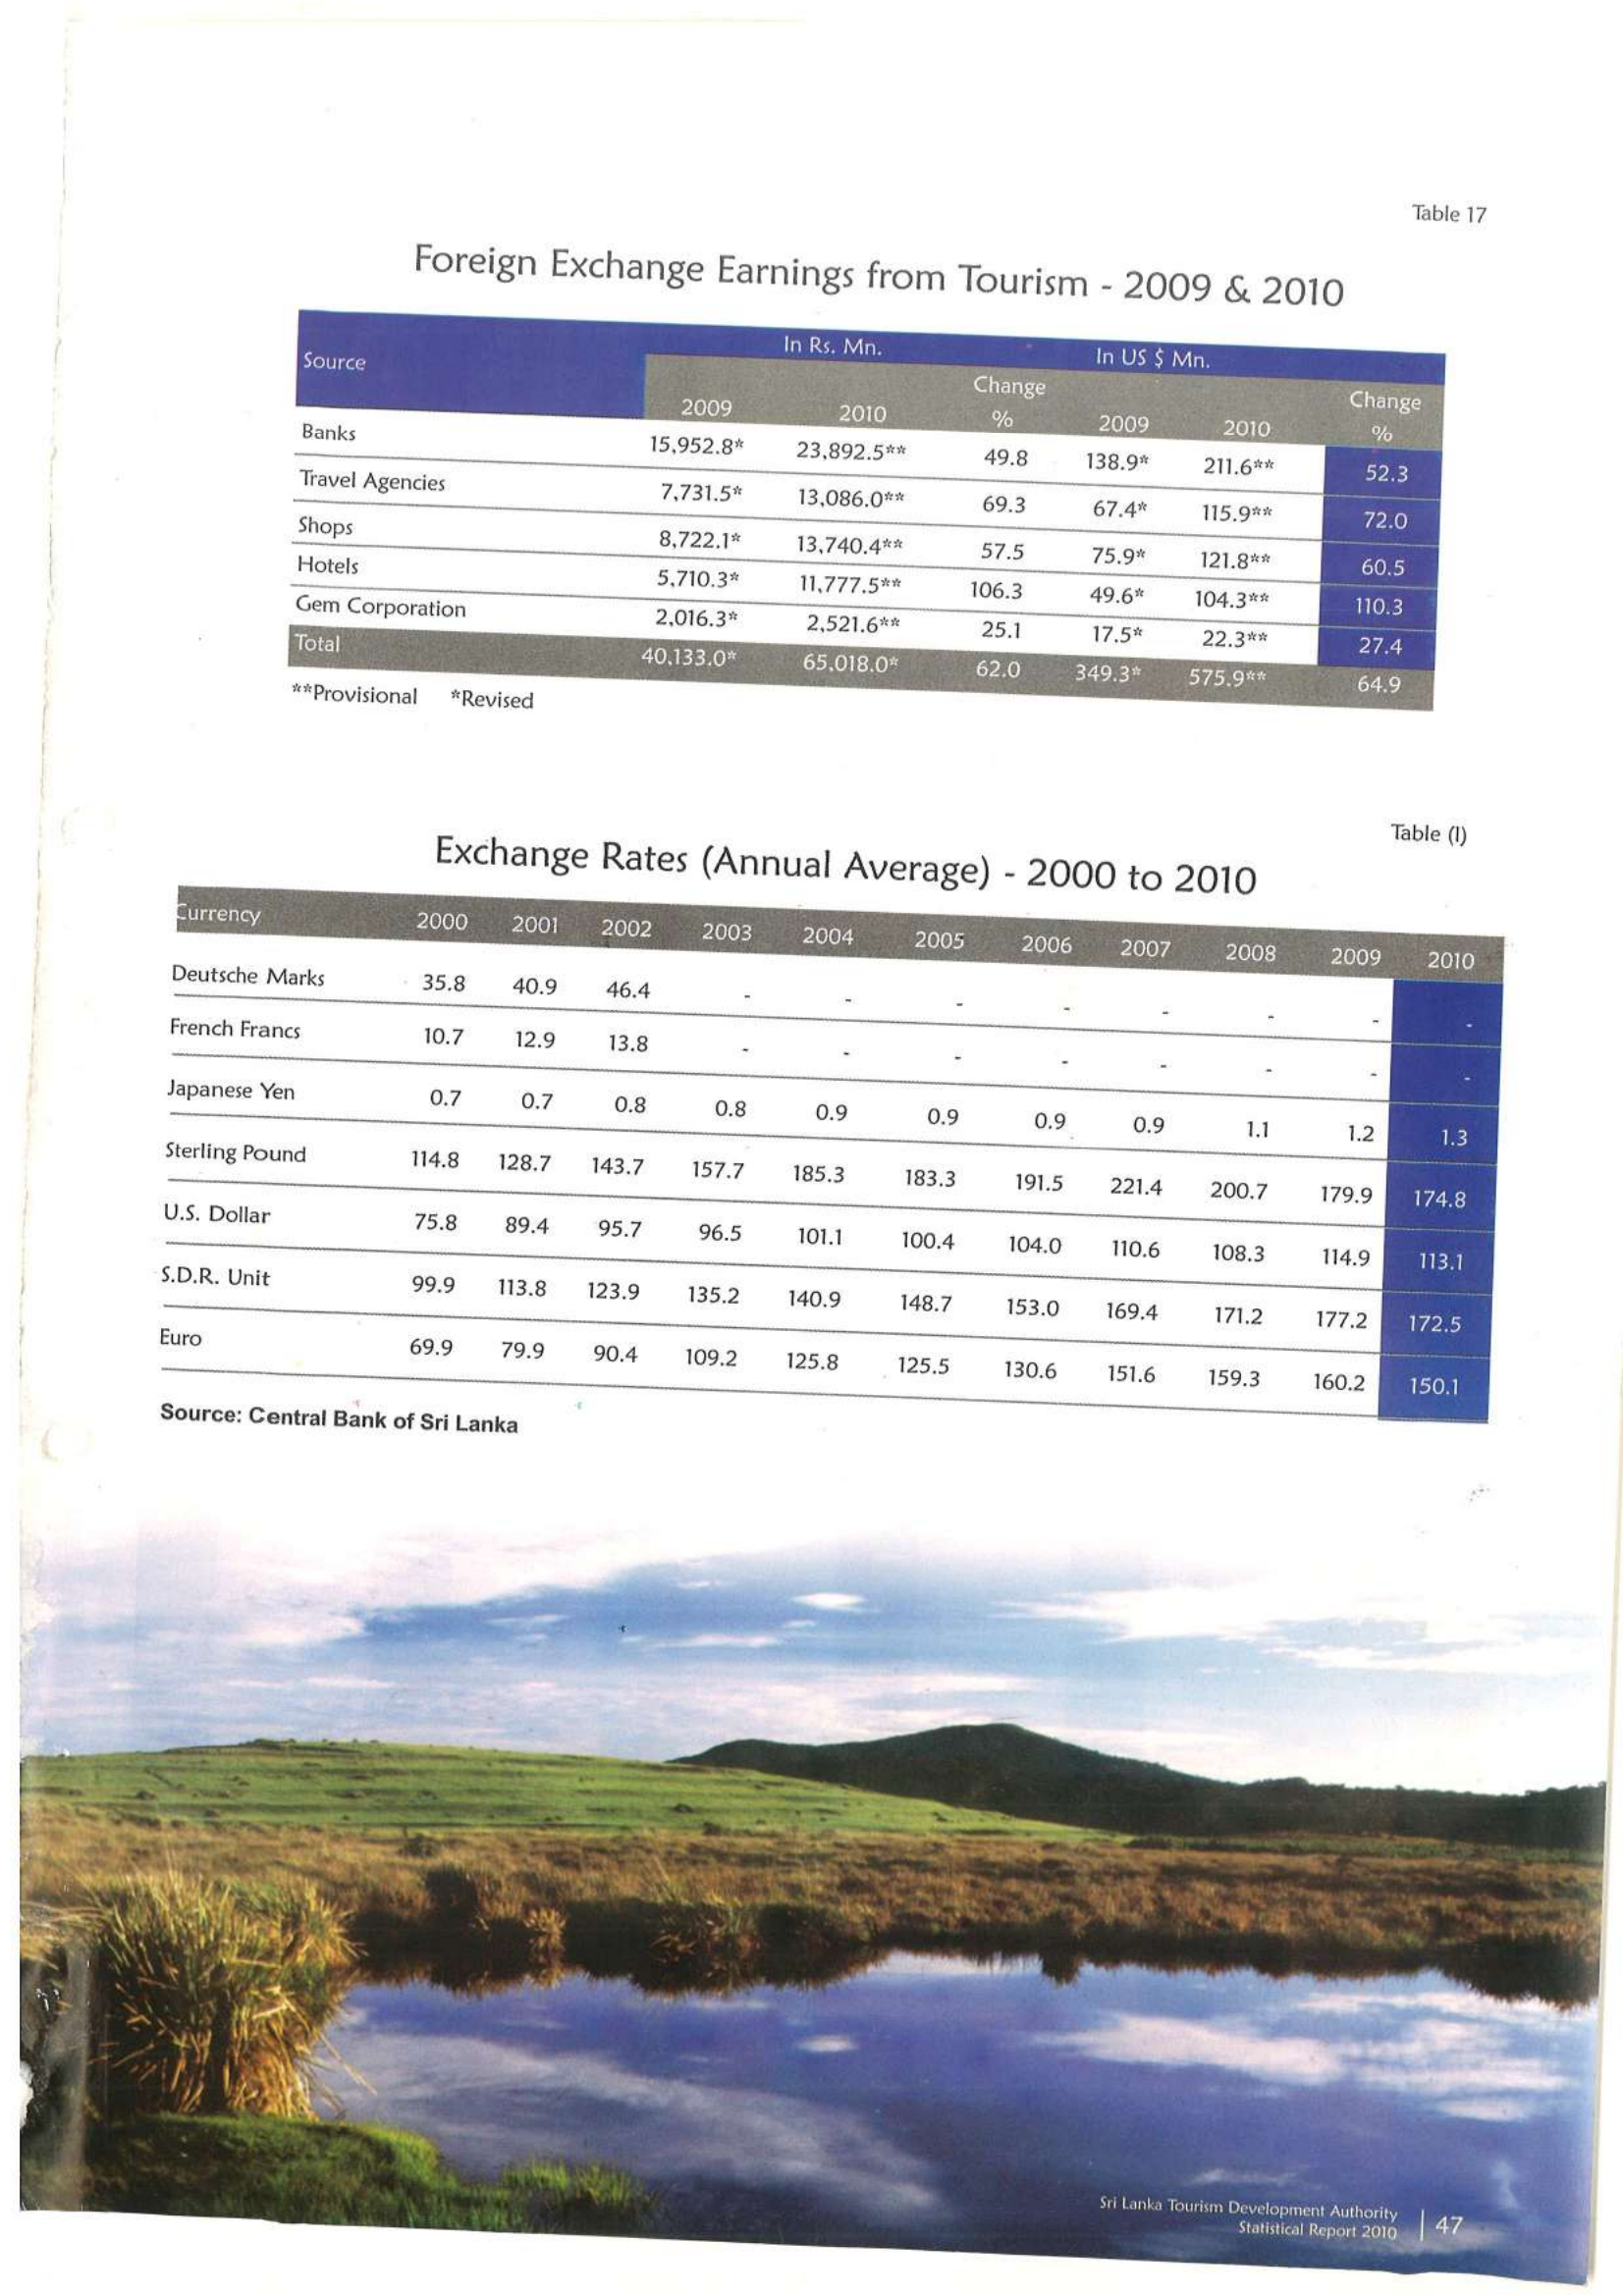 Table 17
Foreign Exchange Earnings from Tourism - 2009 & 2010
Source In Rs. Mn. In US $ Mn.
2009 2010 Change % 2009 2010 Change %
Banks 15,952.8* 23,892.5** 49.8 138.9* 211.6** 52.3
Travel Agencies 7,731.5* 13,086.0** 69.3 67.4* 115.9** 72.0
Shops 8,722.1* 13,740.4** 57.5 75.9* 121.8** 60.5
Hotels 5,710.3* 11,777.5** 106.3 49.6* 104.3** 110.3
Gem Corporation 2,016.3* 2,521.6** 25.1 17.5* 22.3** 27.4
Total 40,133.0* 65,018.0* 62.0 349.3* 575.9** 64.9
**Provisional *Revised
Table (I)
Exchange Rates (Annual Average) - 2000 to 2010
Currency 2000 2001 2002 2003 2004 2005 2006 2007 2008 2009 2010
Deutsche Marks 35.8 40.9 46.4 - - - - - - - -
French Francs 10.7 12.9 13.8 - - - - - - - -
Japanese Yen 0.7 0.7 0.8 0.8 0.9 0.9 0.9 0.9 1.1 1.2 1.3
Sterling Pound 114.8 128.7 143.7 157.7 185.3 183.3 191.5 221.4 200.7 179.9 174.8
U.S. Dollar 75.8 89.4 95.7 96.5 101.1 100.4 104.0 110.6 108.3 114.9 113.1
S.D.R. Unit 99.9 113.8 123.9 135.2 140.9 148.7 153.0 169.4 171.2 177.2 172.5
Euro 69.9 79.9 90.4 109.2 125.8 125.5 130.6 151.6 159.3 160.2 150.1
Source: Central Bank of Sri Lanka
Sri Lanka Tourism Development Authority
Statistical Report 2010 | 47